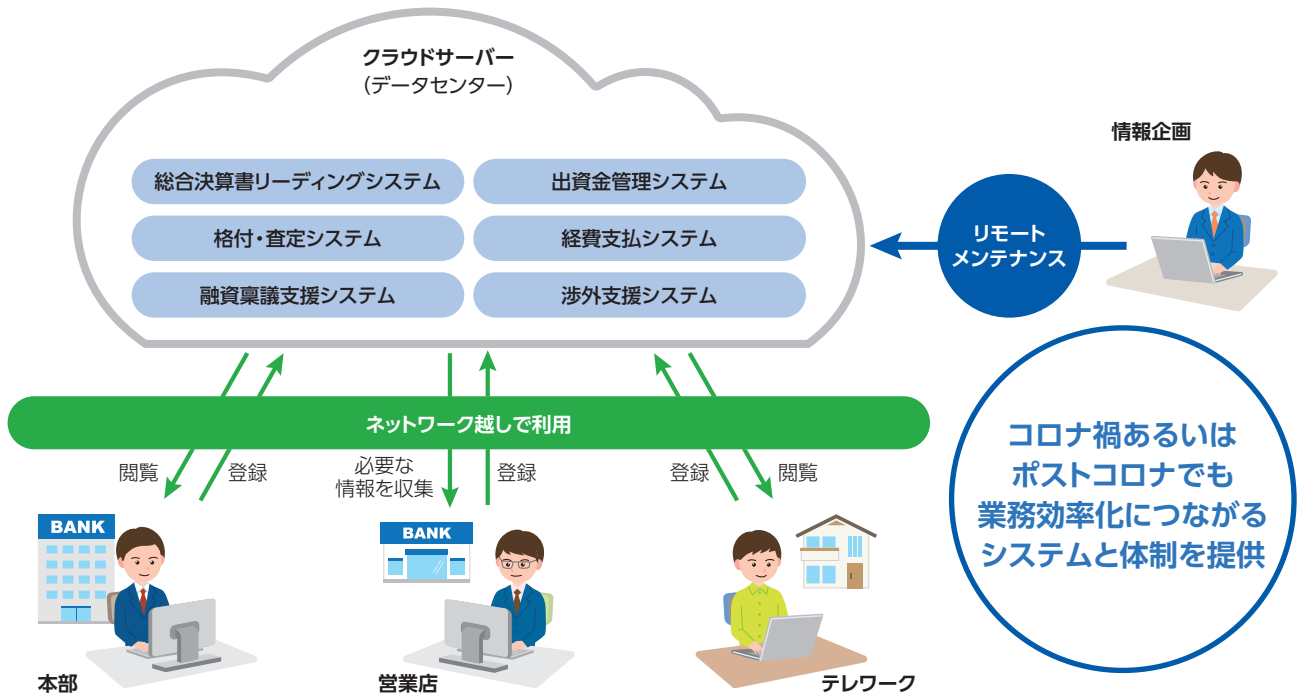 クラウドサーバー
(データセンター)
情報企画
総合決算書リーディングシステム
出資金管理システム
格付・査定システム
経費支払システム
融資稟議支援システム
渉外支援システム
リモート
メンテナンス
ネットワーク越しで利用
閲覧
登録
必要な
情報を収集
登録
登録
閲覧
コロナ禍あるいは
ポストコロナでも
業務効率化につながる
システムと体制を提供
BANK
BANK
本部
営業店
テレワーク